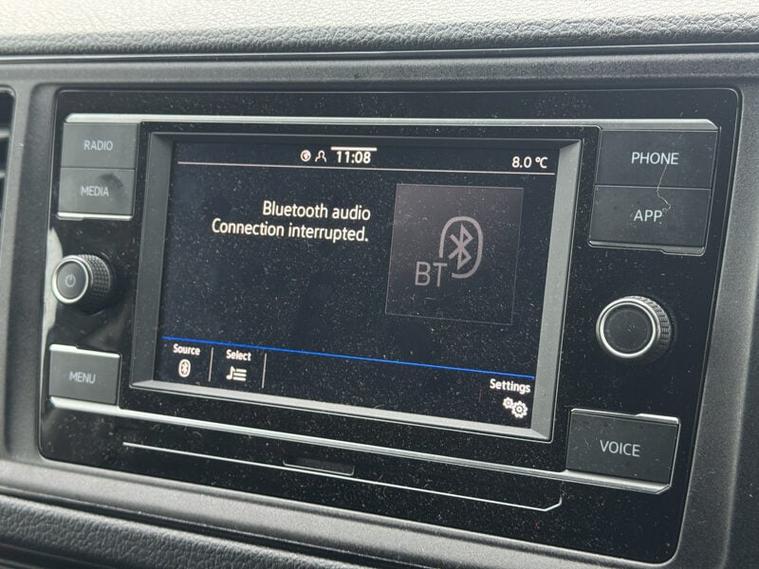 RADIO
MEDIA
MENU
11:08
8.0 °C
Bluetooth audio
Connection interrupted.
BT
Source
Select
Settings
PHONE
APP
VOICE